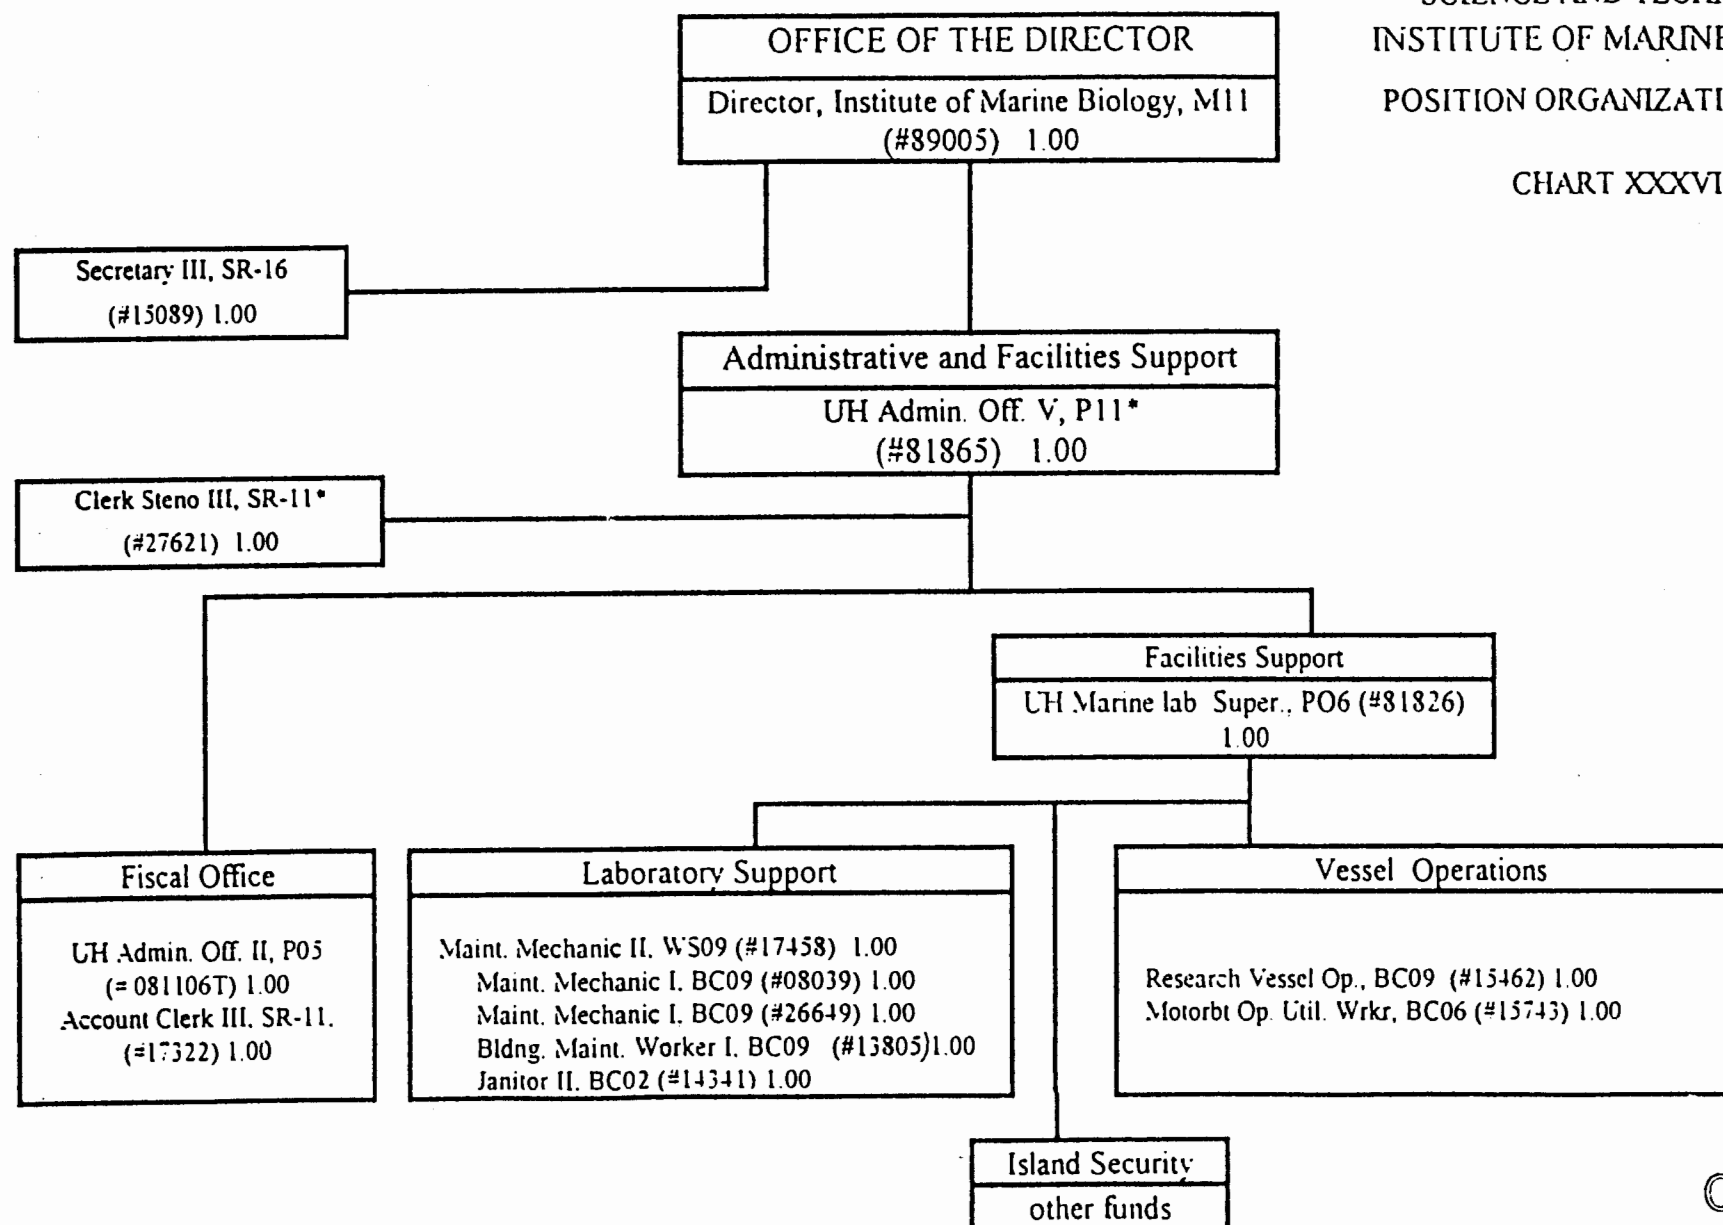 OFFICE OF THE DIRECTOR
Director, Institute of Marine Biology, M11
(#89005) 1.00
INSTITUTE OF MARINE
POSITION ORGANIZATI
CHART XXXVI
Secretary III, SR-16
(#15089) 1.00
Administrative and Facilities Support
UH Admin. Off. V, P11*
(#81865) 1.00
Clerk Steno III, SR-11*
(#27621) 1.00
Facilities Support
UH Marine lab Super., PO6 (#81826)
1.00
Fiscal Office
UH Admin. Off. II, P05
(=081106T) 1.00
Account Clerk III. SR-11.
(=17322) 1.00
Laboratory Support
Maint. Mechanic II. WS09 (#17458) 1.00
Maint. Mechanic I. BC09 (#08039) 1.00
Maint. Mechanic I. BC09 (#26649) 1.00
Bldng. Maint. Worker I. BC09 (#13805)1.00
Janitor II. BC02 (#14341) 1.00
Vessel Operations
Research Vessel Op., BC09 (#15462) 1.00
Motorbt Op. Util. Wrkr, BC06 (#15743) 1.00
Island Security
other funds